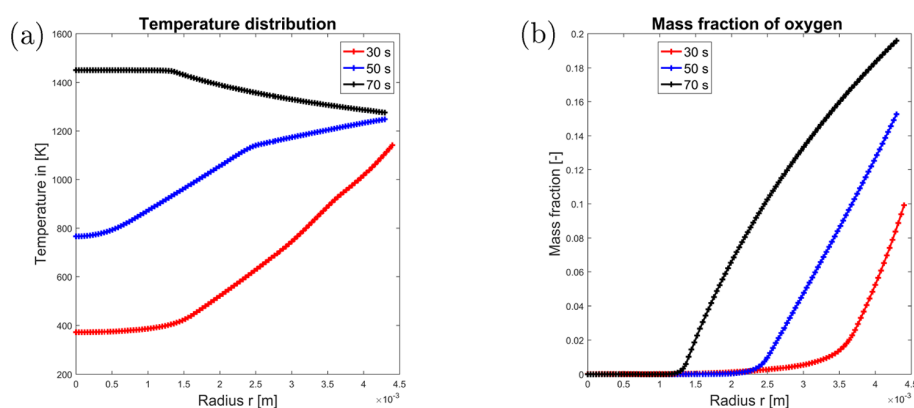 (a)
Temperature distribution
1600
1400
1200
1000
800
600
400
200
Temperature in [K]
30 s
50 s
70 s
0
0.5
1
1.5
2
2.5
3
3.5
4
4.5
Radius r [m]
×10⁻³
(b)
Mass fraction of oxygen
0.2
0.18
0.16
0.14
0.12
0.1
0.08
0.06
0.04
0.02
0
Mass fraction [-]
30 s
50 s
70 s
0
0.5
1
1.5
2
2.5
3
3.5
4
4.5
Radius r [m]
×10⁻³